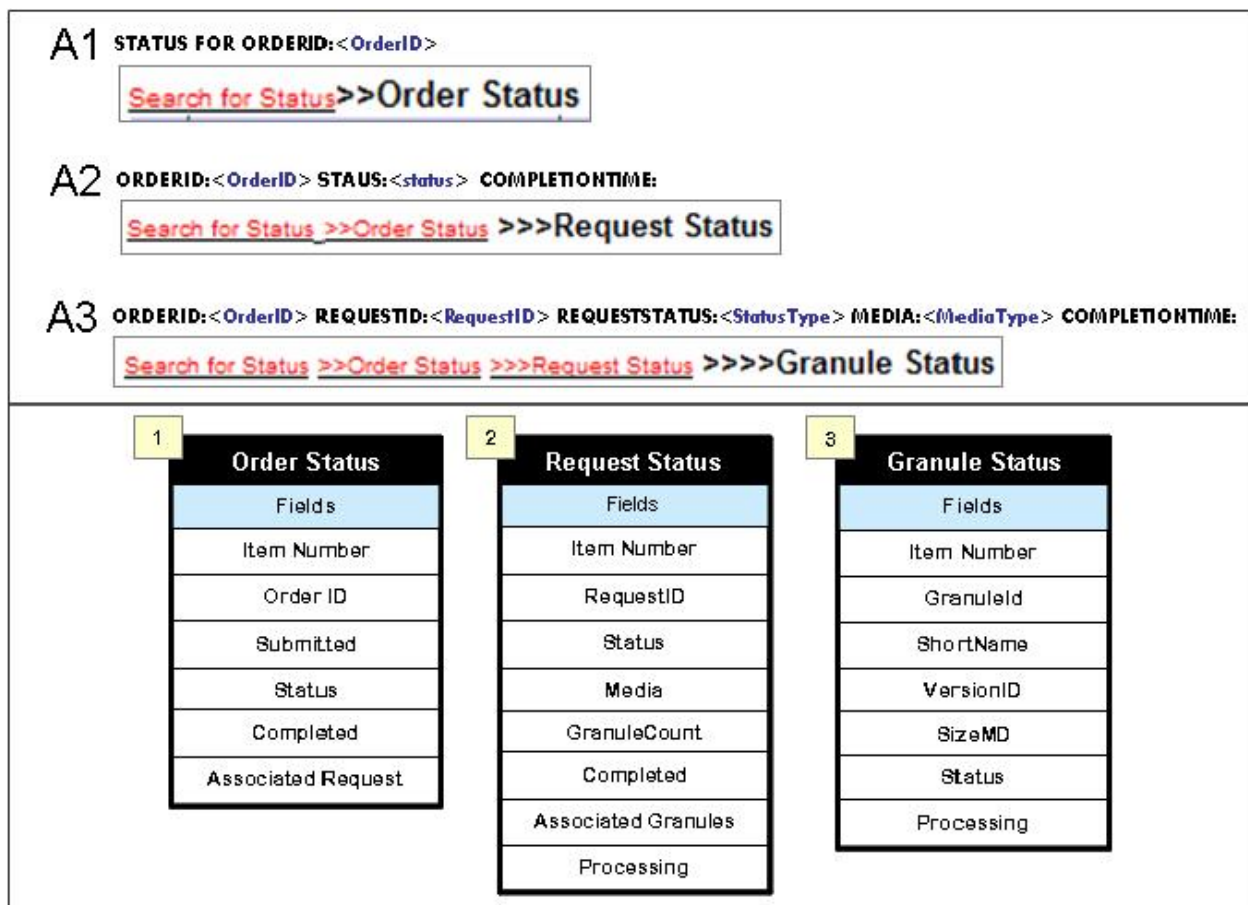 A1 STATUS FOR ORDERID:<OrderID>
Search for Status>>Order Status
A2 ORDERID:<OrderID> STAUS:<status> COMPLETIONTIME:
Search for Status >>Order Status >>>Request Status
A3 ORDERID:<OrderID> REQUESTID:<RequestID> REQUESTSTATUS:<StatusType> MEDIA:<MediaType> COMPLETIONTIME:
Search for Status >>Order Status >>>Request Status >>>>Granule Status
1
Order Status
Fields
Item Number
Order ID
Submitted
Status
Completed
Associated Request
2
Request Status
Fields
Item Number
RequestID
Status
Media
GranuleCount
Completed
Associated Granules
Processing
3
Granule Status
Fields
Item Number
GranuleId
ShortName
VersionID
SizeMD
Status
Processing